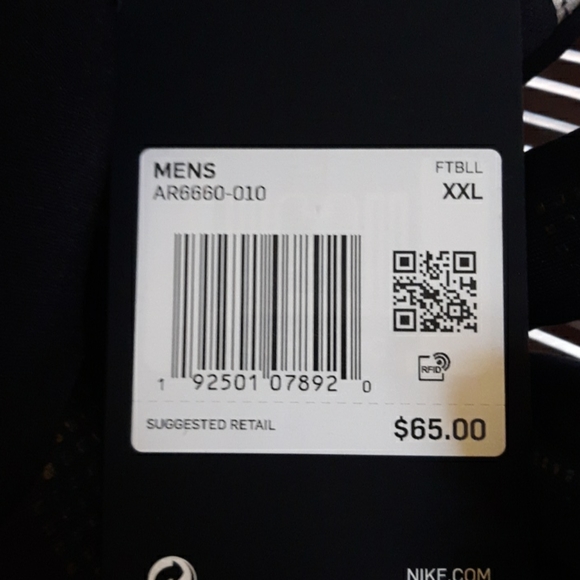 MENS FTBLL
AR6660-010 XXL
1 92501 07892 0
RFID
SUGGESTED RETAIL $65.00
NIKE.COM